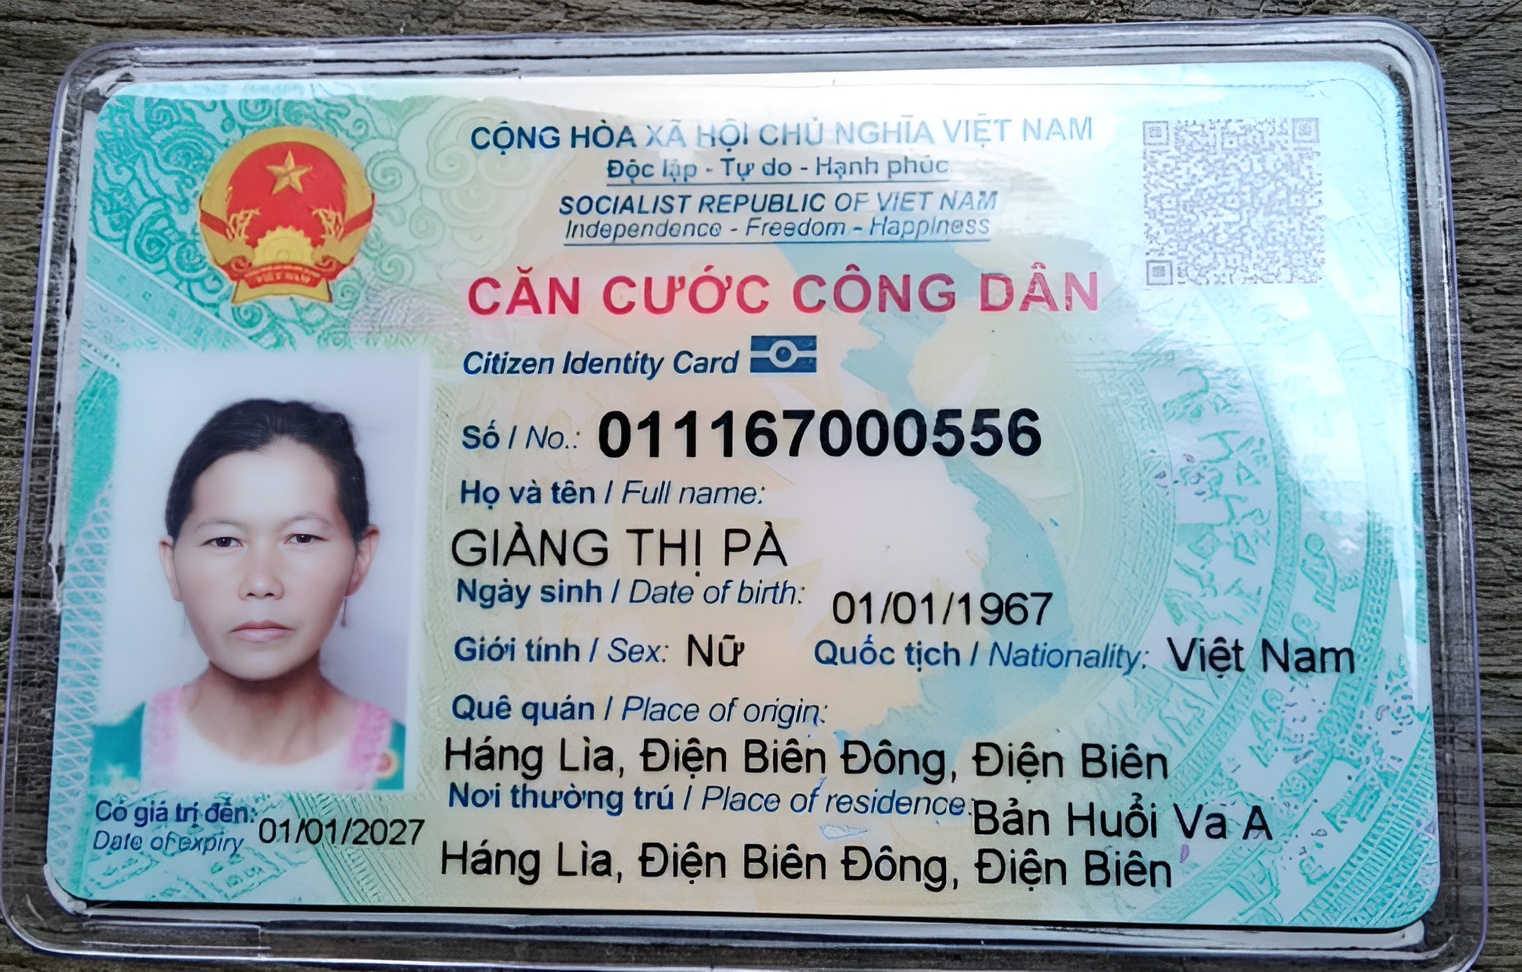 CỘNG HÒA XÃ HỘI CHỦ NGHĨA VIỆT NAM
Độc lập - Tự do - Hạnh phúc
SOCIALIST REPUBLIC OF VIET NAM
Independence - Freedom - Happiness
CĂN CƯỚC CÔNG DÂN
Citizen Identity Card
Số / No.: 011167000556
Họ và tên / Full name:
GIÀNG THỊ PÀ
Ngày sinh / Date of birth: 01/01/1967
Giới tính / Sex: Nữ Quốc tịch / Nationality: Việt Nam
Quê quán / Place of origin:
Háng Lìa, Điện Biên Đông, Điện Biên
Nơi thường trú / Place of residence: Bản Huổi Va A
Háng Lìa, Điện Biên Đông, Điện Biên
Có giá trị đến: 01/01/2027
Date of expiry